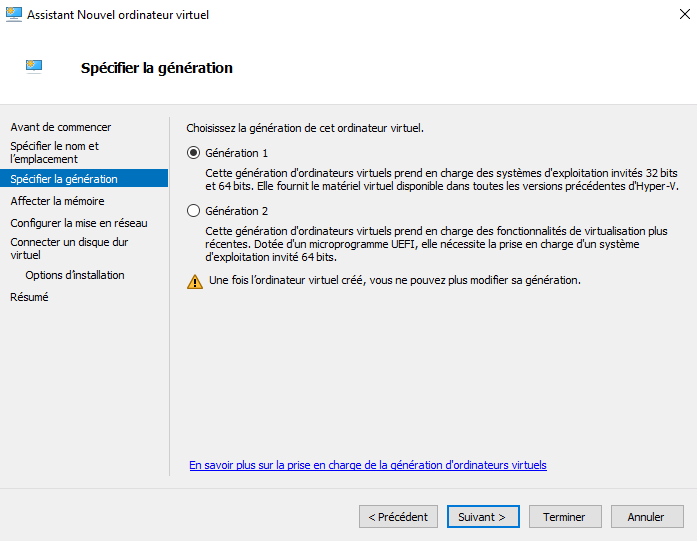 Assistant Nouvel ordinateur virtuel
Spécifier la génération
Avant de commencer
Spécifier le nom et
l'emplacement
Spécifier la génération
Affecter la mémoire
Configurer la mise en réseau
Connecter un disque dur
virtuel
Options d'installation
Résumé
Choisissez la génération de cet ordinateur virtuel.
Génération 1
Cette génération d'ordinateurs virtuels prend en charge des systèmes d'exploitation invités 32 bits
et 64 bits. Elle fournit le matériel virtuel disponible dans toutes les versions précédentes d'Hyper-V.
Génération 2
Cette génération d'ordinateurs virtuels prend en charge des fonctionnalités de virtualisation plus
récentes. Dotée d'un microprogramme UEFI, elle nécessite la prise en charge d'un système
d'exploitation invité 64 bits.
Une fois l'ordinateur virtuel créé, vous ne pouvez plus modifier sa génération.
En savoir plus sur la prise en charge de la génération d'ordinateurs virtuels
< Précédent
Suivant >
Terminer
Annuler